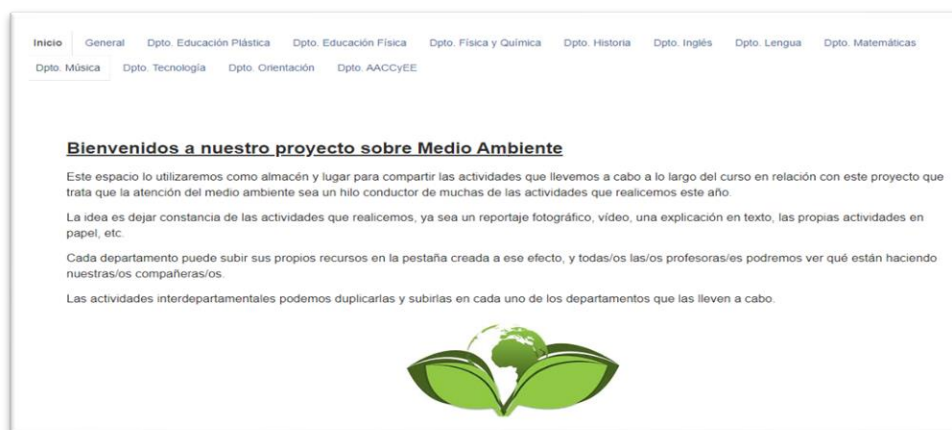 Inicio General Dpto. Educación Plástica Dpto. Educación Física Dpto. Física y Química Dpto. Historia Dpto. Inglés Dpto. Lengua Dpto. Matemáticas
Dpto. Música Dpto. Tecnología Dpto. Orientación Dpto. AACCyEE
Bienvenidos a nuestro proyecto sobre Medio Ambiente
Este espacio lo utilizaremos como almacén y lugar para compartir las actividades que llevemos a cabo a lo largo del curso en relación con este proyecto que
trata que la atención del medio ambiente sea un hilo conductor de muchas de las actividades que realicemos este año.
La idea es dejar constancia de las actividades que realicemos, ya sea un reportaje fotográfico, vídeo, una explicación en texto, las propias actividades en
papel, etc.
Cada departamento puede subir sus propios recursos en la pestaña creada a ese efecto, y todas/os las/os profesoras/es podremos ver qué están haciendo
nuestras/os compañeras/os.
Las actividades interdepartamentales podemos duplicarlas y subirlas en cada uno de los departamentos que las lleven a cabo.